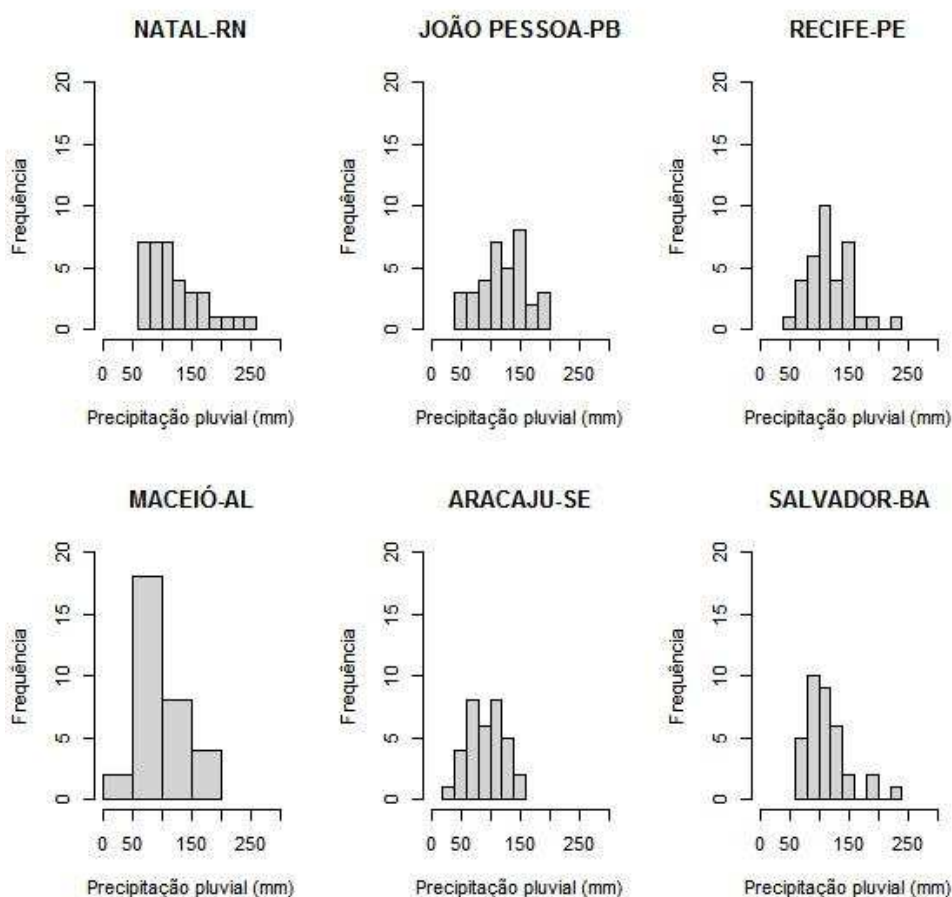 NATAL-RN
Frequência
0 5 10 15 20
0 50 150 250
Precipitação pluvial (mm)
JOÃO PESSOA-PB
Frequência
0 5 10 15 20
0 50 150 250
Precipitação pluvial (mm)
RECIFE-PE
Frequência
0 5 10 15 20
0 50 150 250
Precipitação pluvial (mm)
MACEIÓ-AL
Frequência
0 5 10 15 20
0 50 150 250
Precipitação pluvial (mm)
ARACAJU-SE
Frequência
0 5 10 15 20
0 50 150 250
Precipitação pluvial (mm)
SALVADOR-BA
Frequência
0 5 10 15 20
0 50 150 250
Precipitação pluvial (mm)